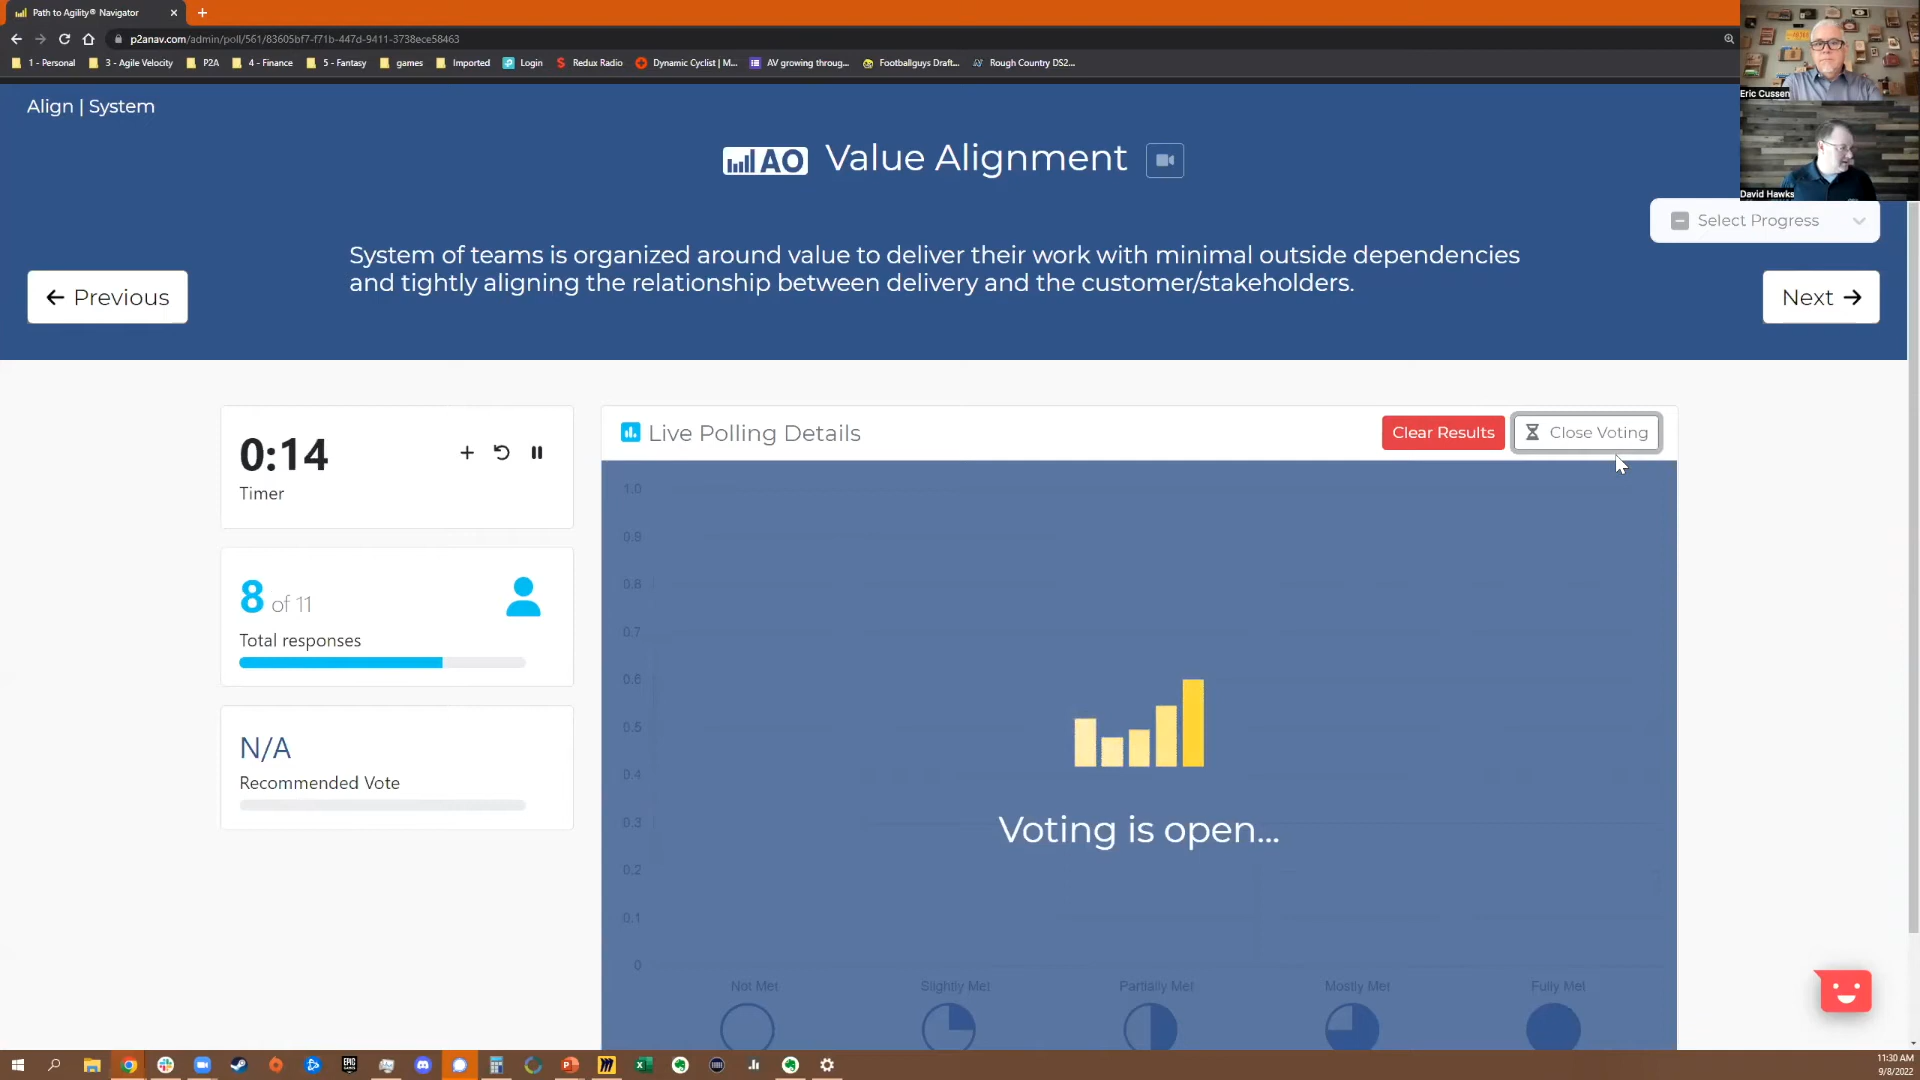 Path to Agility® Navigator
p2anav.com/admin/poll/561/83605bf7-f71b-447d-9411-3738ece58463
1 - Personal
3 - Agile Velocity
P2A
4 - Finance
5 - Fantasy
games
Imported
Login
Redux Radio
Dynamic Cyclist | M...
AV growing throug...
Footballguys Draft...
Rough Country DS2...
Eric Cussen
David Hawks
Align | System
AO Value Alignment
Select Progress
System of teams is organized around value to deliver their work with minimal outside dependencies
and tightly aligning the relationship between delivery and the customer/stakeholders.
Previous
Next
0:14
Timer
8 of 11
Total responses
N/A
Recommended Vote
Live Polling Details
Clear Results
Close Voting
1.0
0.9
0.8
0.7
0.6
0.5
0.4
0.3
0.2
0.1
0
Voting is open...
Not Met
Slightly Met
Partially Met
Mostly Met
Fully Met
11:30 AM
9/8/2022